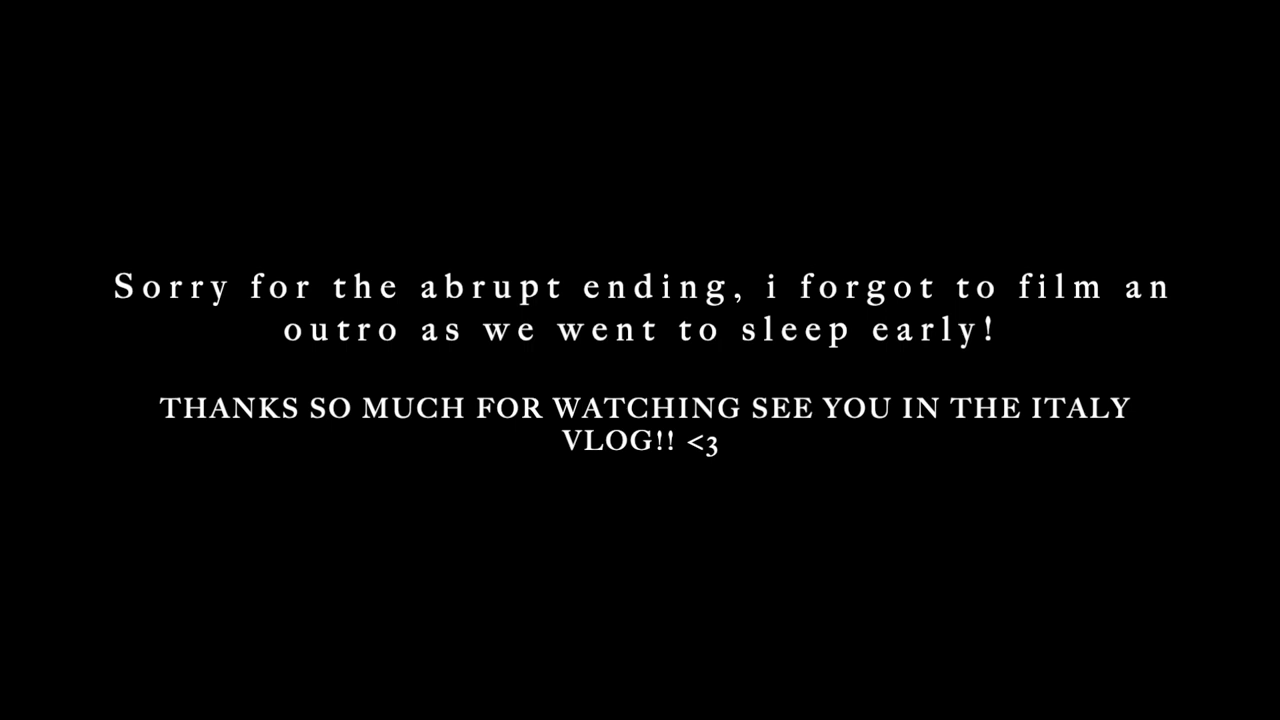 Sorry for the abrupt ending, i forgot to film an
outro as we went to sleep early!
THANKS SO MUCH FOR WATCHING SEE YOU IN THE ITALY
VLOG!! <3